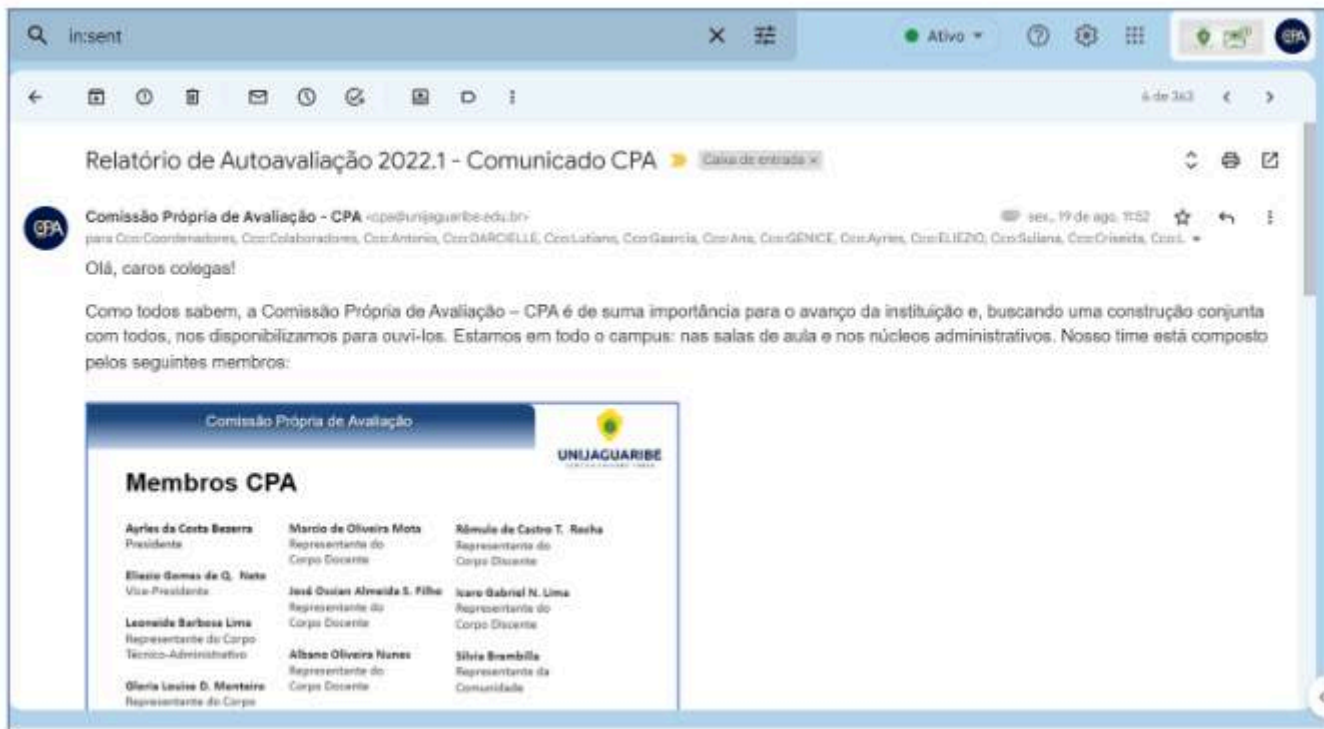 in:sent
Ativo
CPA
6 de 363
Relatório de Autoavaliação 2022.1 - Comunicado CPA
Caixa de entrada ×
CPA
Comissão Própria de Avaliação - CPA <cpa@unijaguaribe.edu.br>
sex., 19 de ago. 11:52
para Cco:Coordenadores, Cco:Colaboradores, Cco:Antonio, Cco:DARCIELLE, Cco:Lutiane, Cco:Ana, Cco:GENICE, Cco:Ayrles, Cco:ELIEZIO, Cco:Suliana, Cco:Criseida, Cco:L.
Olá, caros colegas!
Como todos sabem, a Comissão Própria de Avaliação – CPA é de suma importância para o avanço da instituição e, buscando uma construção conjunta
com todos, nos disponibilizamos para ouvi-los. Estamos em todo o campus: nas salas de aula e nos núcleos administrativos. Nosso time está composto
pelos seguintes membros:
Comissão Própria de Avaliação
UNIJAGUARIBE
Membros CPA
Ayrles da Costa Bezerra
Presidente
Eliezio Gomes de Q. Neto
Vice-Presidente
Leoneide Barbosa Lima
Representante do Corpo
Técnico-Administrativo
Gloria Louise D. Monteiro
Representante do Corpo
Marcio de Oliveira Mota
Representante do
Corpo Docente
José Ossian Almeida S. Filho
Representante do
Corpo Docente
Albano Oliveira Nunes
Representante do
Corpo Docente
Rômulo de Castro T. Rocha
Representante do
Corpo Discente
Icaro Gabriel N. Lima
Representante do
Corpo Discente
Silvia Brambilla
Representante da
Comunidade